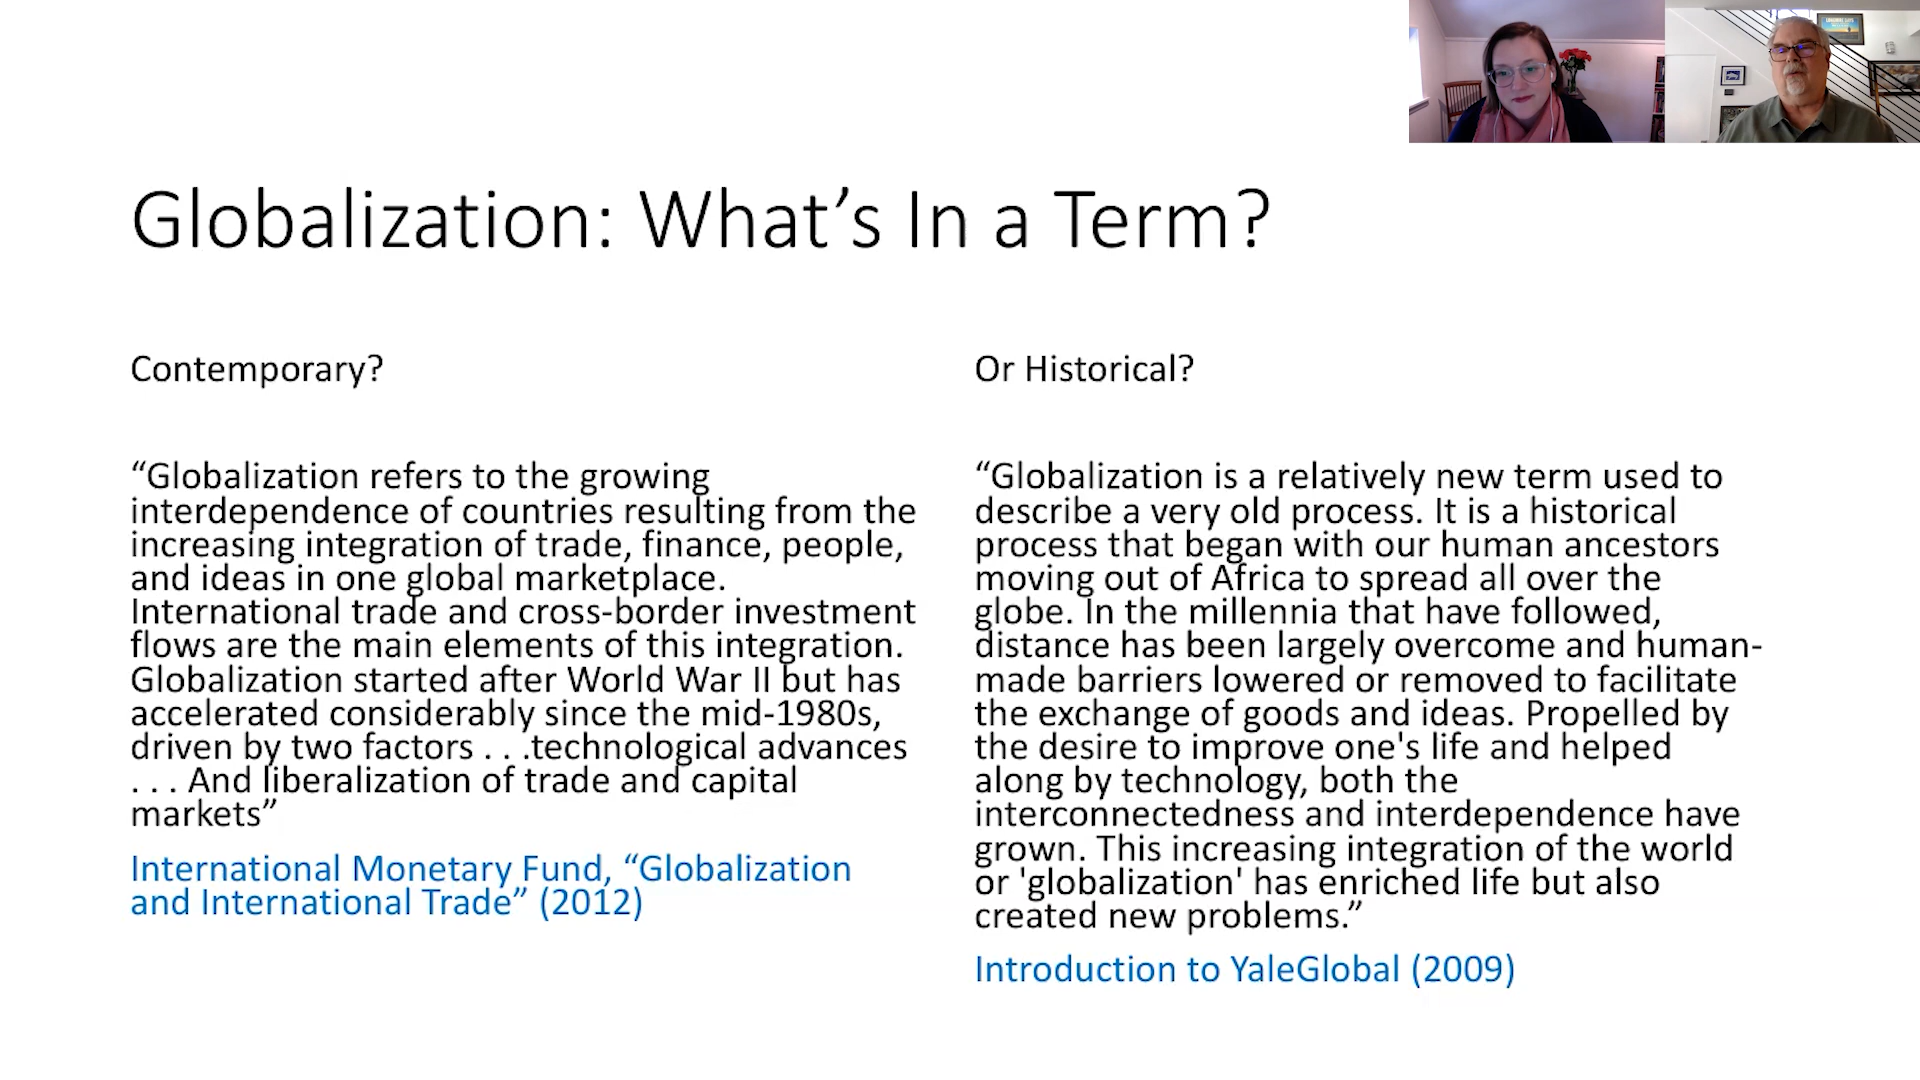 Globalization: What’s In a Term?
Contemporary?
“Globalization refers to the growing
interdependence of countries resulting from the
increasing integration of trade, finance, people,
and ideas in one global marketplace.
International trade and cross-border investment
flows are the main elements of this integration.
Globalization started after World War II but has
accelerated considerably since the mid-1980s,
driven by two factors . . .technological advances
. . . And liberalization of trade and capital
markets”
International Monetary Fund, “Globalization
and International Trade” (2012)
Or Historical?
“Globalization is a relatively new term used to
describe a very old process. It is a historical
process that began with our human ancestors
moving out of Africa to spread all over the
globe. In the millennia that have followed,
distance has been largely overcome and human-
made barriers lowered or removed to facilitate
the exchange of goods and ideas. Propelled by
the desire to improve one's life and helped
along by technology, both the
interconnectedness and interdependence have
grown. This increasing integration of the world
or 'globalization' has enriched life but also
created new problems.”
Introduction to YaleGlobal (2009)